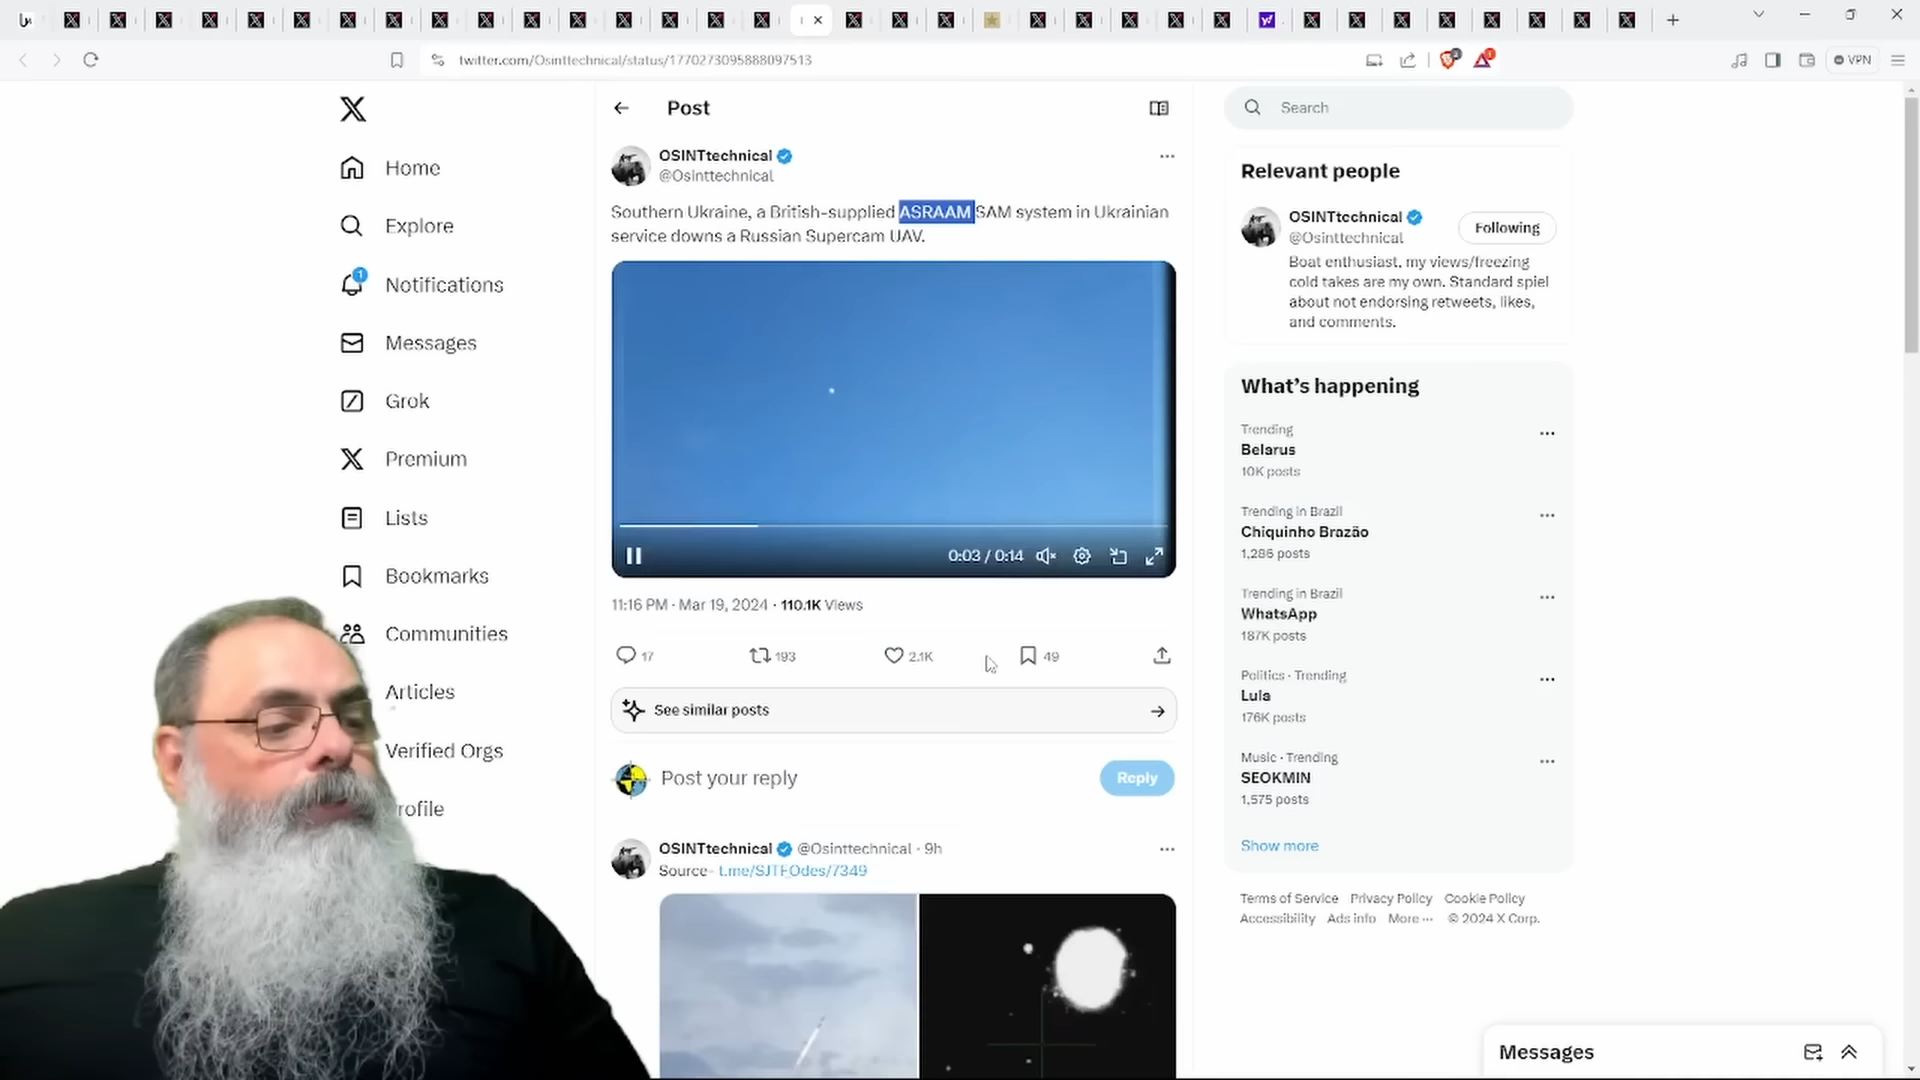 twitter.com/Osinttechnical/status/1770273095888097513
VPN
Post
Search
Home
Explore
1
Notifications
Messages
Grok
Premium
Lists
Bookmarks
Communities
Articles
Verified Orgs
rofile
OSINTtechnical
@Osinttechnical
Southern Ukraine, a British-supplied ASRAAM SAM system in Ukrainian
service downs a Russian Supercam UAV.
0:03 / 0:14
11:16 PM · Mar 19, 2024 · 110.1K Views
17 193 2.1K 49
See similar posts
Post your reply
Reply
OSINTtechnical @Osinttechnical · 9h
Source- t.me/SJTFOdes/7349
Relevant people
OSINTtechnical
@Osinttechnical
Following
Boat enthusiast, my views/freezing
cold takes are my own. Standard spiel
about not endorsing retweets, likes,
and comments.
What's happening
Trending
Belarus
10K posts
Trending in Brazil
Chiquinho Brazão
1,286 posts
Trending in Brazil
WhatsApp
187K posts
Politics · Trending
Lula
176K posts
Music · Trending
SEOKMIN
1,575 posts
Show more
Terms of Service Privacy Policy Cookie Policy
Accessibility Ads info More ··· © 2024 X Corp.
Messages